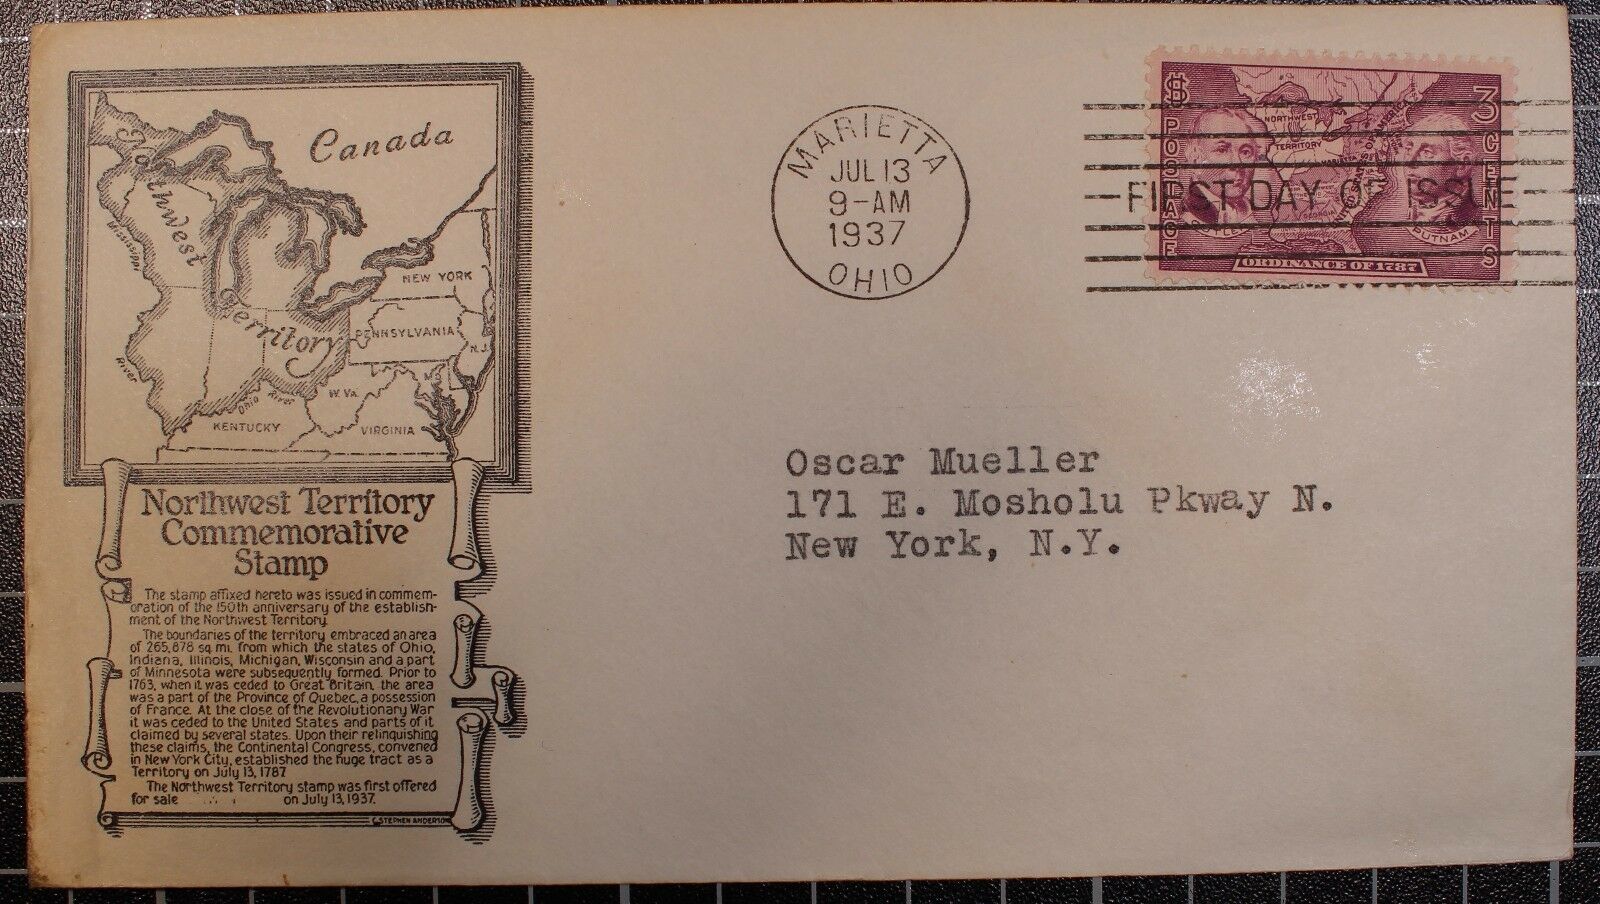 Canada
Northwest
Territory
Mississippi
River
NEW YORK
PENNSYLVANIA
N.J.
W. Va.
Ohio River
KENTUCKY
VIRGINIA
Northwest Territory
Commemorative
Stamp
The stamp affixed hereto was issued in commem-
oration of the 150th anniversary of the establish-
ment of the Northwest Territory.
The boundaries of the territory embraced an area
of 265,878 sq. mi. from which the states of Ohio,
Indiana, Illinois, Michigan, Wisconsin and a part
of Minnesota were subsequently formed. Prior to
1763, when it was ceded to Great Britain, the area
was a part of the Province of Quebec, a possession
of France. At the close of the Revolutionary War
it was ceded to the United States and parts of it
claimed by several states. Upon their relinquishing
these claims, the Continental Congress, convened
in New York City, established the huge tract as a
Territory on July 13, 1787
The Northwest Territory stamp was first offered
for sale on July 13, 1937.
C. STEPHEN ANDERSON
MARIETTA
JUL 13
9-AM
1937
OHIO
FIRST DAY OF ISSUE
POSTAGE
3 CENTS
NORTHWEST
TERRITORY
MARIETTA
UNITED STATES OF AMERICA
GEORGIA
CUTLER
PUTNAM
ORDINANCE OF 1787
Oscar Mueller
171 E. Mosholu Pkway N.
New York, N.Y.